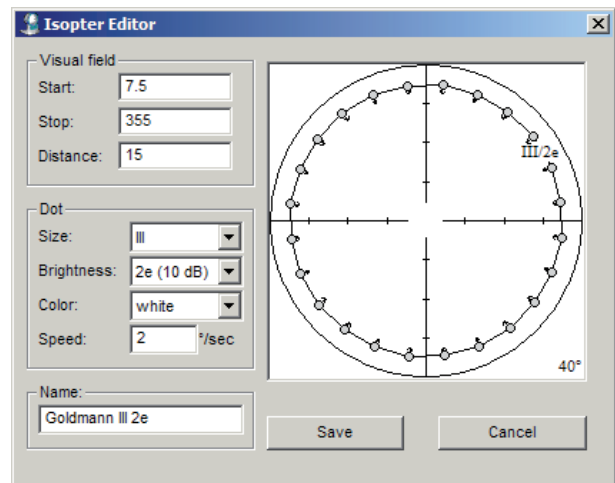 Isopter Editor
Visual field
Start: 7.5
Stop: 355
Distance: 15
III/2e
40°
Dot
Size: III
Brightness: 2e (10 dB)
Color: white
Speed: 2 °/sec
Name:
Goldmann III 2e
Save Cancel